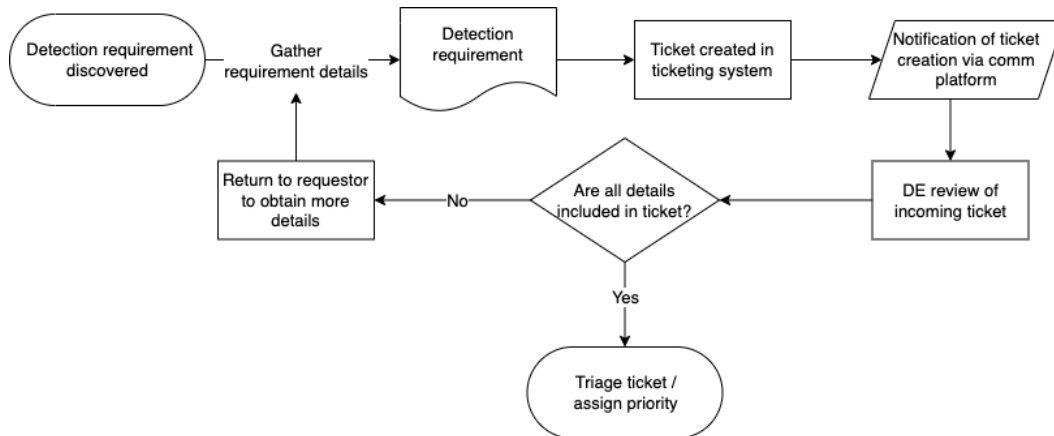 Detection requirement
discovered
Gather
requirement details
Detection
requirement
Ticket created in
ticketing system
Notification of ticket
creation via comm
platform
Return to requestor
to obtain more
details
No
Are all details
included in ticket?
DE review of
incoming ticket
Yes
Triage ticket /
assign priority